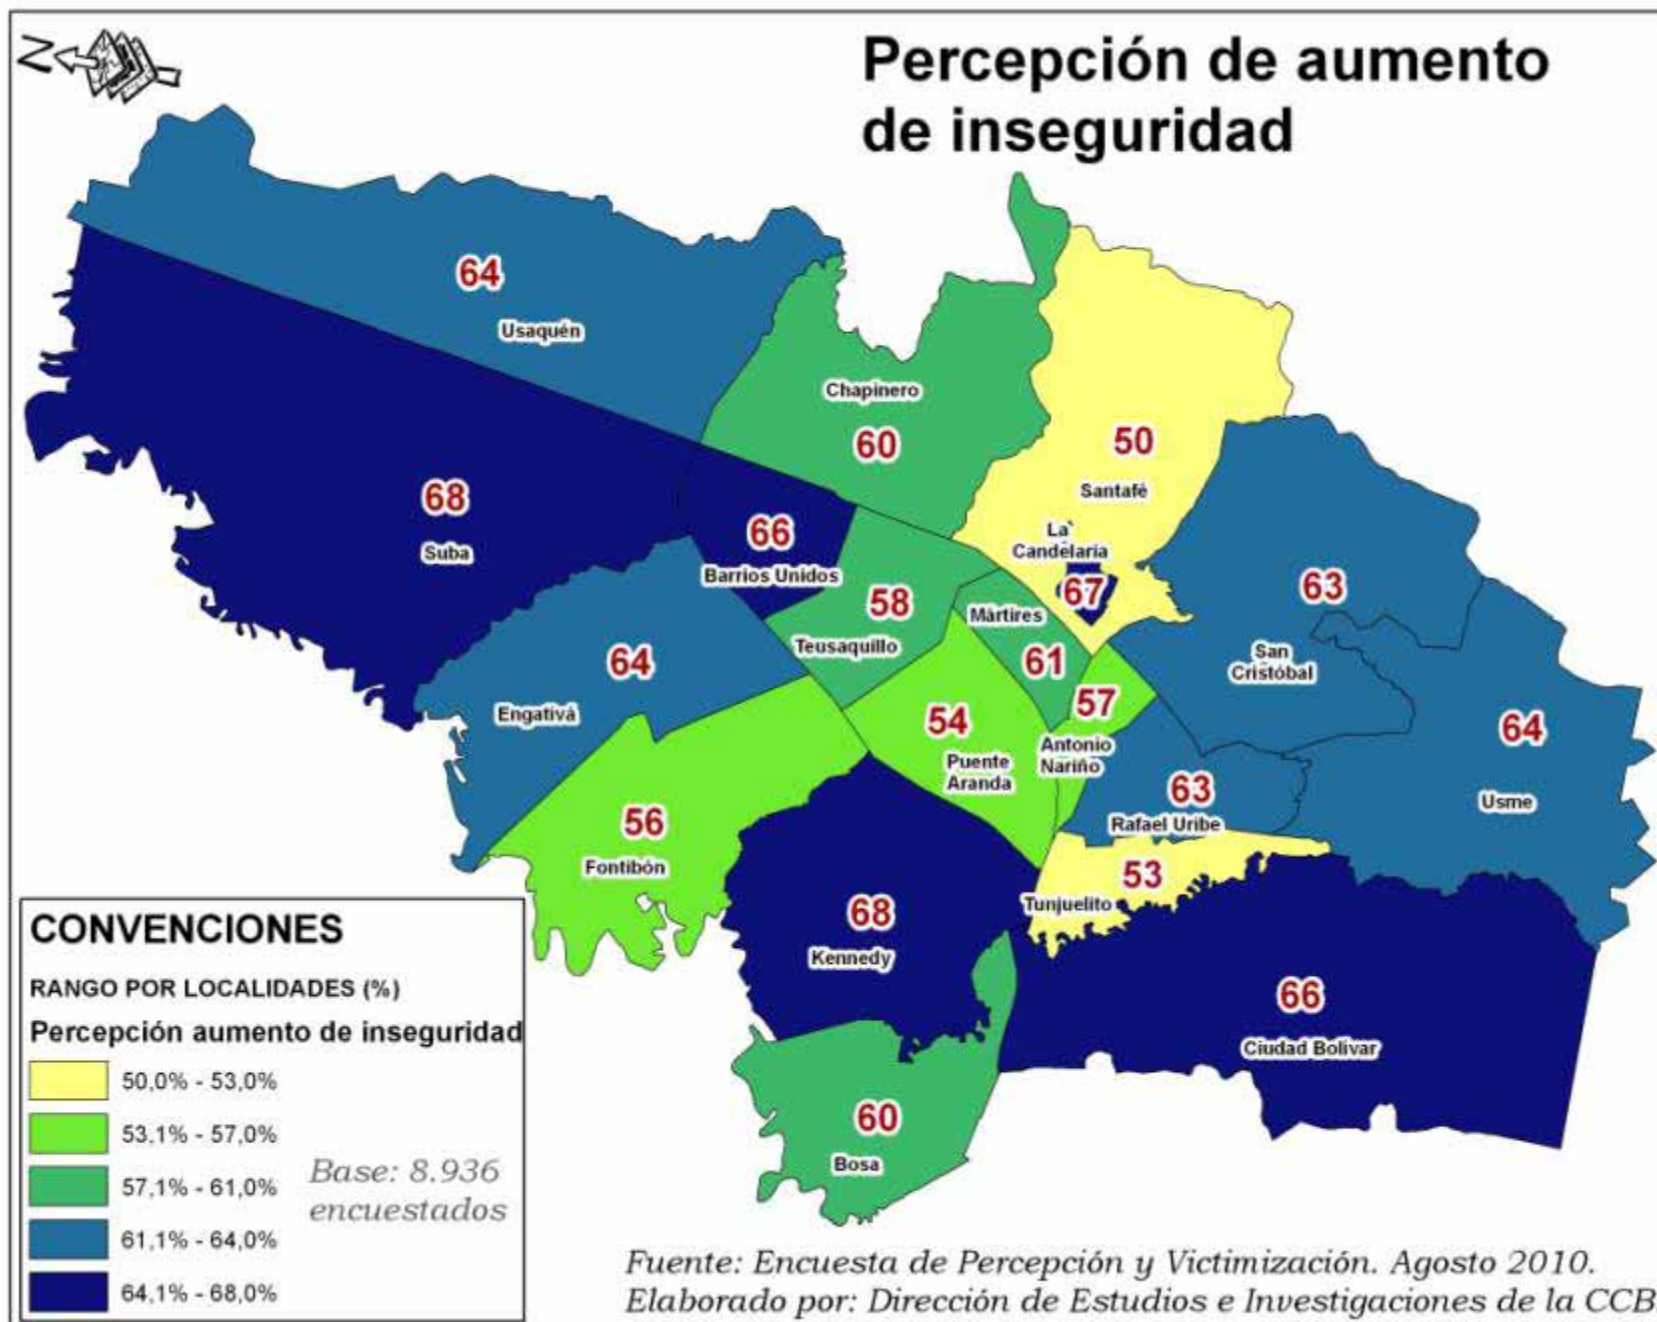 N
Percepción de aumento
de inseguridad
64
Usaquén
Chapinero
60
50
Santafé
68
Suba
66
Barrios Unidos
La
Candelaria
67
63
San
Cristóbal
58
Teusaquillo
Mártires
61
64
Engativá
57
Antonio
Nariño
54
Puente
Aranda
64
Usme
63
Rafael Uribe
56
Fontibón
53
Tunjuelito
68
Kennedy
66
Ciudad Bolívar
60
Bosa
CONVENCIONES
RANGO POR LOCALIDADES (%)
Percepción aumento de inseguridad
50,0% - 53,0%
53,1% - 57,0%
57,1% - 61,0%
61,1% - 64,0%
64,1% - 68,0%
Base: 8.936
encuestados
Fuente: Encuesta de Percepción y Victimización. Agosto 2010.
Elaborado por: Dirección de Estudios e Investigaciones de la CCB